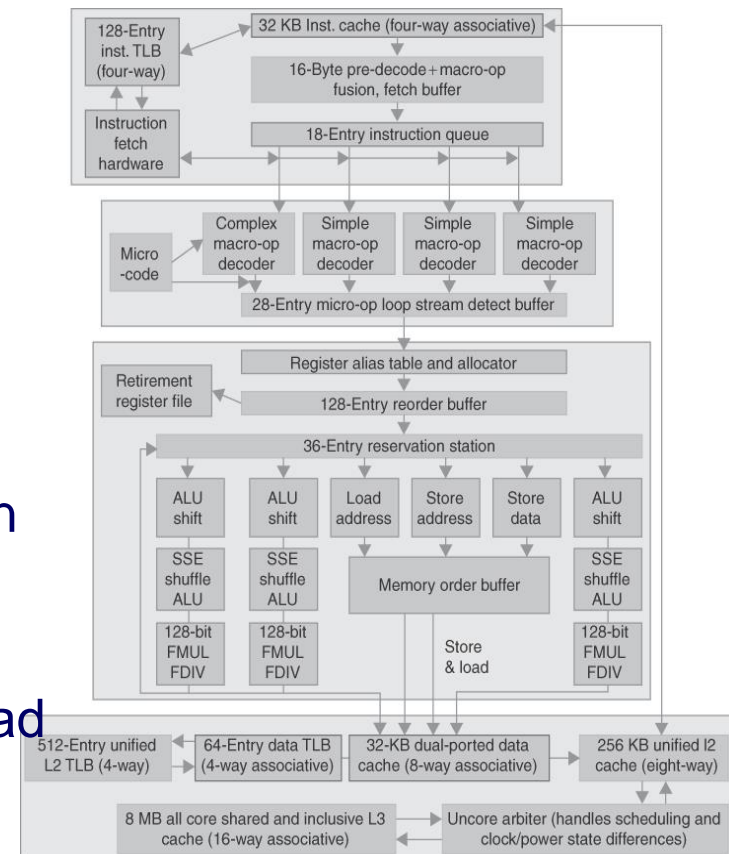 128-Entry
inst. TLB
(four-way)
32 KB Inst. cache (four-way associative)
16-Byte pre-decode+macro-op
fusion, fetch buffer
Instruction
fetch
hardware
18-Entry instruction queue
Micro
-code
Complex
macro-op
decoder
Simple
macro-op
decoder
Simple
macro-op
decoder
Simple
macro-op
decoder
28-Entry micro-op loop stream detect buffer
Register alias table and allocator
Retirement
register file
128-Entry reorder buffer
36-Entry reservation station
ALU
shift
ALU
shift
Load
address
Store
address
Store
data
ALU
shift
SSE
shuffle
ALU
SSE
shuffle
ALU
Memory order buffer
SSE
shuffle
ALU
128-bit
FMUL
FDIV
128-bit
FMUL
FDIV
Store
& load
128-bit
FMUL
FDIV
512-Entry unified
L2 TLB (4-way)
64-Entry data TLB
(4-way associative)
32-KB dual-ported data
cache (8-way associative)
256 KB unified l2
cache (eight-way)
8 MB all core shared and inclusive L3
cache (16-way associative)
Uncore arbiter (handles scheduling and
clock/power state differences)